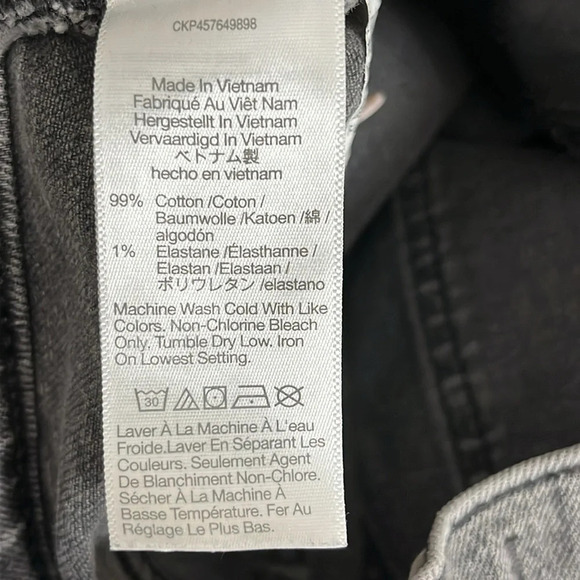 CKP457649898
Made In Vietnam
Fabriqué Au Viêt Nam
Hergestellt In Vietnam
Vervaardigd In Vietnam
ベトナム製
hecho en vietnam
99% Cotton /Coton /
Baumwolle /Katoen /綿 /
algodón
1% Elastane /Élasthanne /
Elastan /Elastaan /
ポリウレタン /elastano
Machine Wash Cold With Like
Colors. Non-Chlorine Bleach
Only. Tumble Dry Low. Iron
On Lowest Setting.
30
Laver À La Machine À L'eau
Froide.Laver En Séparant Les
Couleurs. Seulement Agent
De Blanchiment Non-Chlore.
Sécher À La Machine À
Basse Température. Fer Au
Réglage Le Plus Bas.